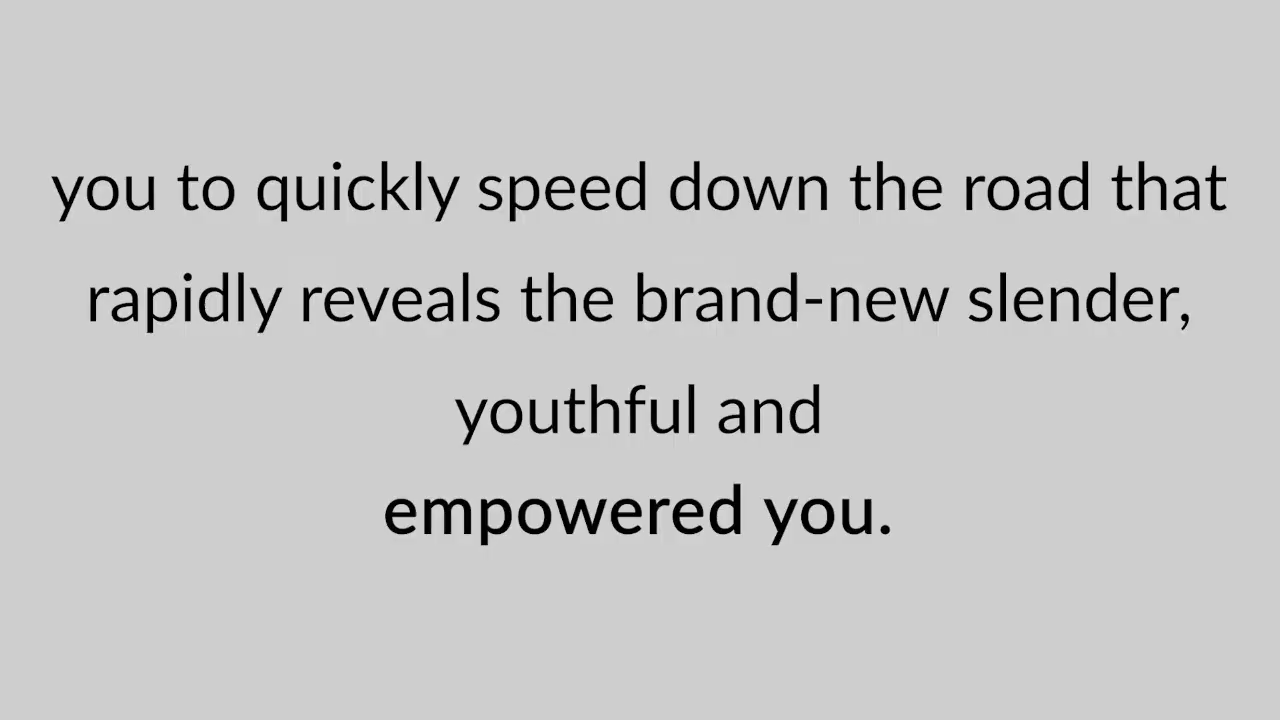 you to quickly speed down the road that
rapidly reveals the brand-new slender,
youthful and
empowered you.